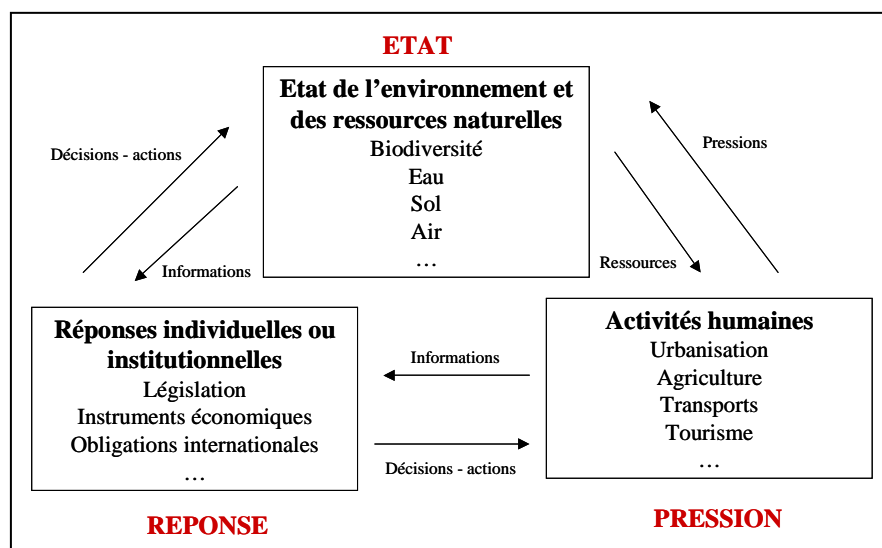 ETAT
Etat de l’environnement et
des ressources naturelles
Biodiversité
Eau
Sol
Air
…
Décisions - actions
Informations
Pressions
Ressources
Réponses individuelles ou
institutionnelles
Législation
Instruments économiques
Obligations internationales
…
Informations
Décisions - actions
Activités humaines
Urbanisation
Agriculture
Transports
Tourisme
…
REPONSE
PRESSION